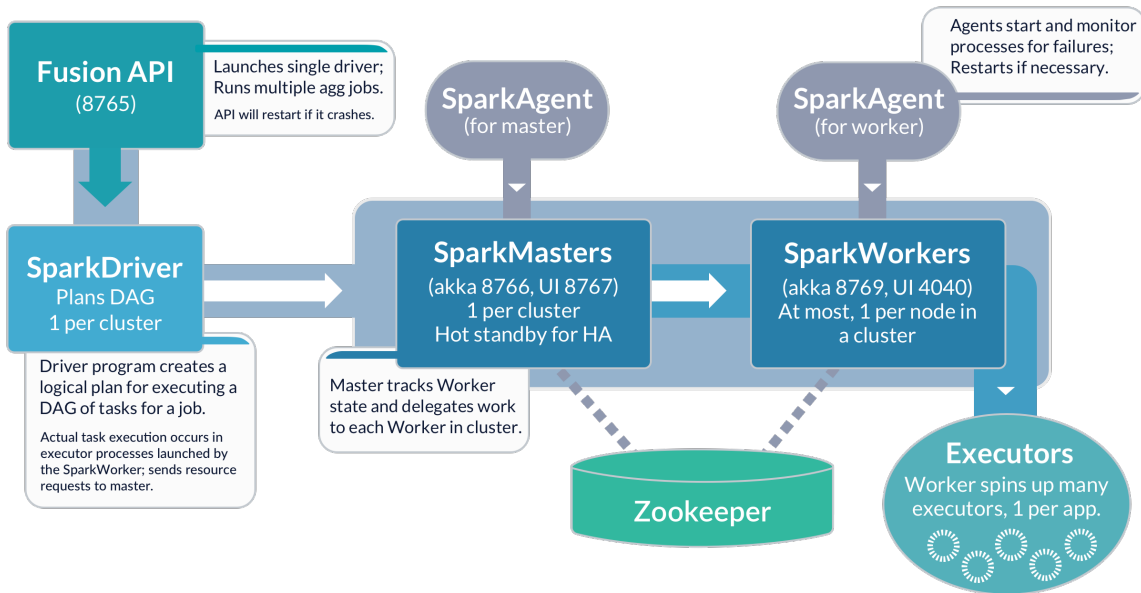 Fusion API
(8765)
Launches single driver;
Runs multiple agg jobs.
API will restart if it crashes.
SparkAgent
(for master)
SparkAgent
(for worker)
Agents start and monitor
processes for failures;
Restarts if necessary.
SparkDriver
Plans DAG
1 per cluster
Driver program creates a
logical plan for executing a
DAG of tasks for a job.
Actual task execution occurs in
executor processes launched by
the SparkWorker; sends resource
requests to master.
SparkMasters
(akka 8766, UI 8767)
1 per cluster
Hot standby for HA
Master tracks Worker
state and delegates work
to each Worker in cluster.
SparkWorkers
(akka 8769, UI 4040)
At most, 1 per node in
a cluster
Zookeeper
Executors
Worker spins up many
executors, 1 per app.